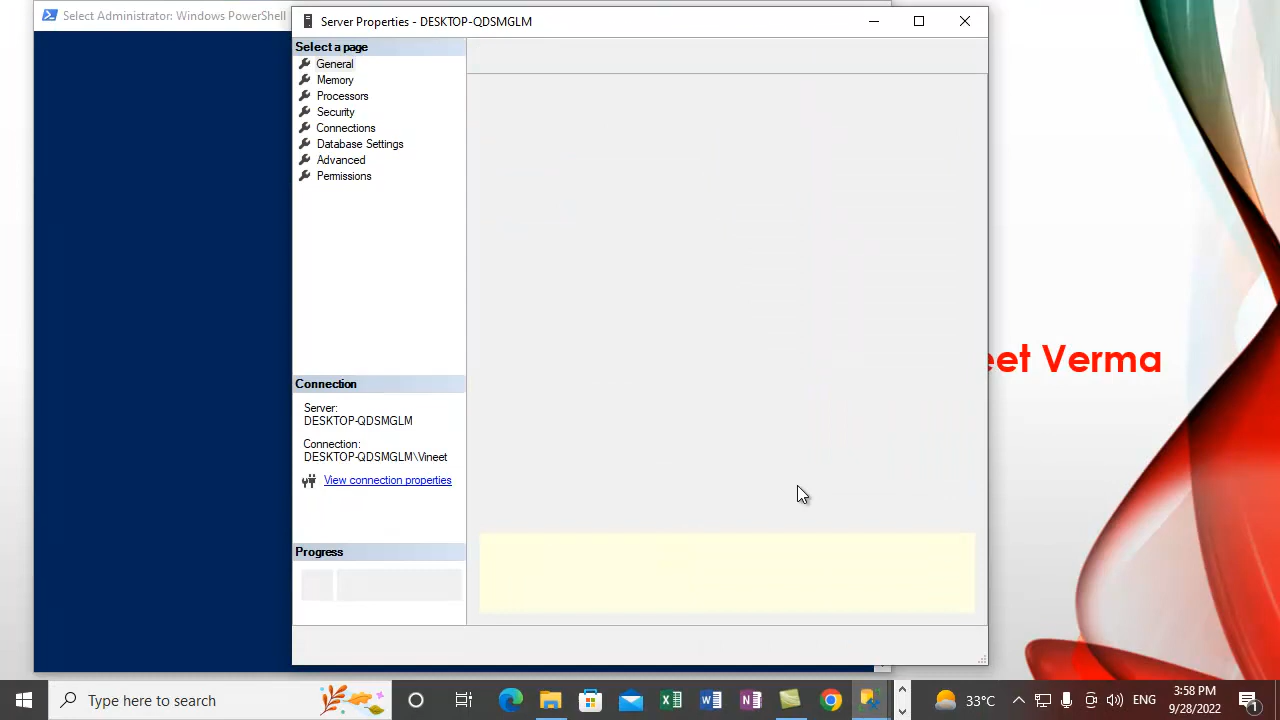 Select Administrator: Windows PowerShell
Server Properties - DESKTOP-QDSMGLM
Select a page
General
Memory
Processors
Security
Connections
Database Settings
Advanced
Permissions
Connection
Server:
DESKTOP-QDSMGLM
Connection:
DESKTOP-QDSMGLM\Vineet
View connection properties
Progress
eet Verma
Type here to search
33°C
ENG
3:58 PM
9/28/2022
1